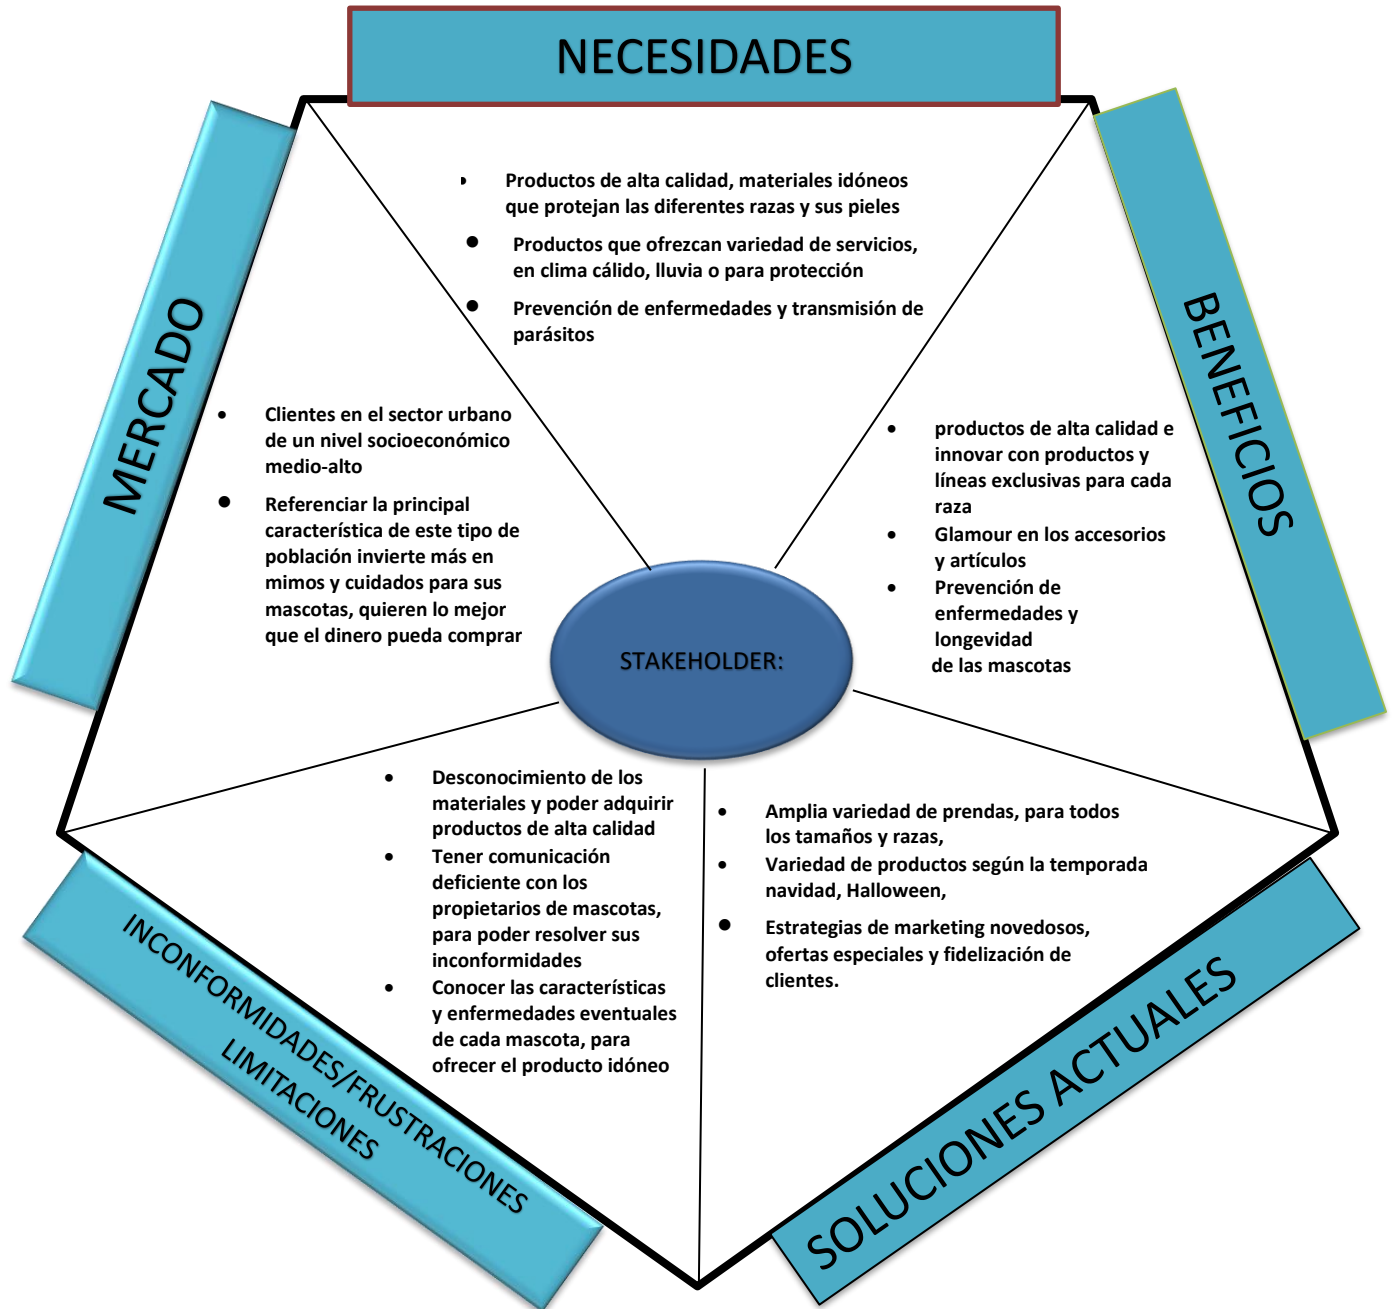 NECESIDADES
• Productos de alta calidad, materiales idóneos
que protejan las diferentes razas y sus pieles
• Productos que ofrezcan variedad de servicios,
en clima cálido, lluvia o para protección
• Prevención de enfermedades y transmisión de
parásitos
MERCADO
• Clientes en el sector urbano
de un nivel socioeconómico
medio-alto
• Referenciar la principal
característica de este tipo de
población invierte más en
mimos y cuidados para sus
mascotas, quieren lo mejor
que el dinero pueda comprar
BENEFICIOS
• productos de alta calidad e
innovar con productos y
líneas exclusivas para cada
raza
• Glamour en los accesorios
y artículos
• Prevención de
enfermedades y
longevidad
de las mascotas
STAKEHOLDER:
• Desconocimiento de los
materiales y poder adquirir
productos de alta calidad
• Tener comunicación
deficiente con los
propietarios de mascotas,
para poder resolver sus
inconformidades
• Conocer las características
y enfermedades eventuales
de cada mascota, para
ofrecer el producto idóneo
INCONFORMIDADES/FRUSTRACIONES
LIMITACIONES
• Amplia variedad de prendas, para todos
los tamaños y razas,
• Variedad de productos según la temporada
navidad, Halloween,
• Estrategias de marketing novedosos,
ofertas especiales y fidelización de
clientes.
SOLUCIONES ACTUALES